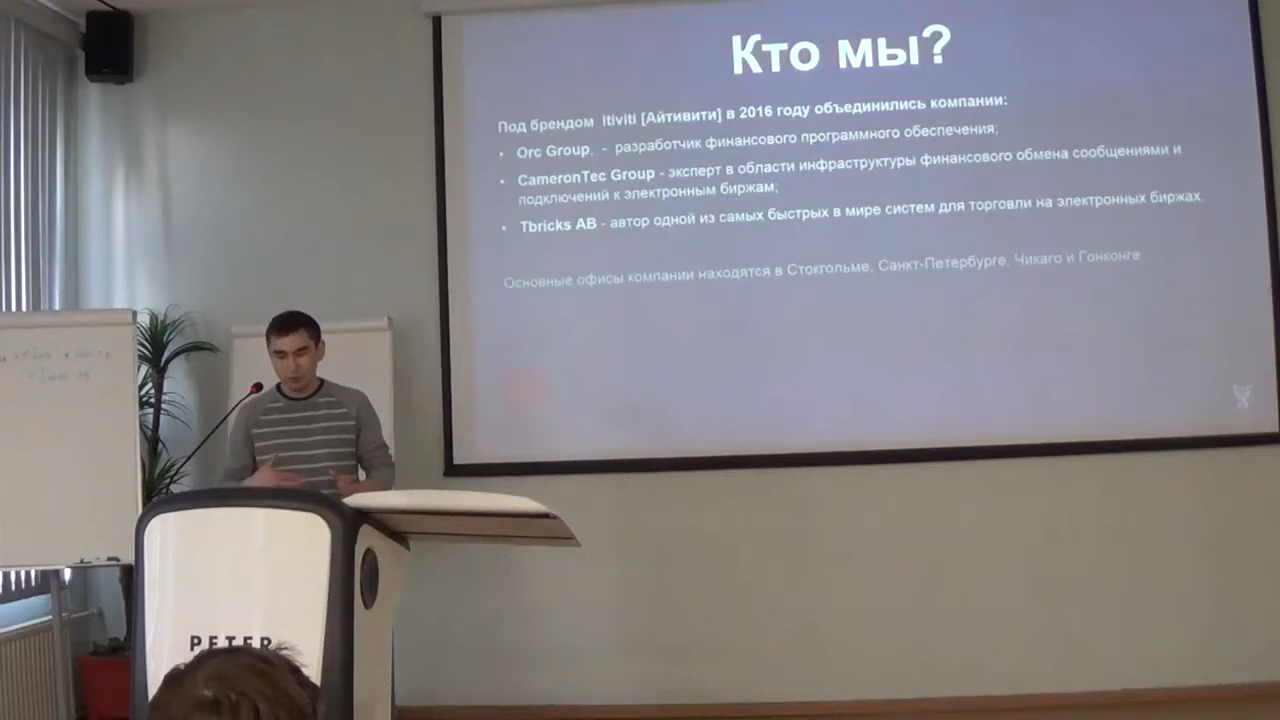 Кто мы?
Под брендом Itiviti [Айтивити] в 2016 году объединились компании:
• Orc Group, - разработчик финансового программного обеспечения;
• CameronTec Group - эксперт в области инфраструктуры финансового обмена сообщениями и
подключений к электронным биржам;
• Tbricks AB - автор одной из самых быстрых в мире систем для торговли на электронных биржах.
Основные офисы компании находятся в Стокгольме, Санкт-Петербурге, Чикаго и Гонконге
PETER